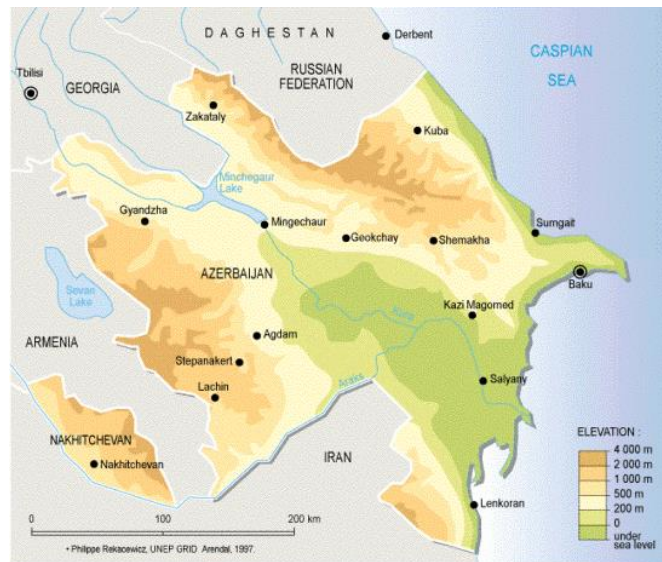 DAGHESTAN
Derbent
CASPIAN
SEA
Tbilisi
GEORGIA
RUSSIAN
FEDERATION
Zakataly
Kuba
Minchegaur
Lake
Gyandzha
Mingechaur
Geokchay
Shemakha
Sumgait
Baku
AZERBAIJAN
Sevan
Lake
Kazi Magomed
Kura
ARMENIA
Agdam
Stepanakert
Lachin
Araks
Salyany
NAKHITCHEVAN
Nakhitchevan
IRAN
Lenkoran
ELEVATION :
4 000 m
2 000 m
1 000 m
500 m
200 m
0
under
sea level
0 100 200 km
• Philippe Rekacewicz, UNEP GRID Arendal, 1997.